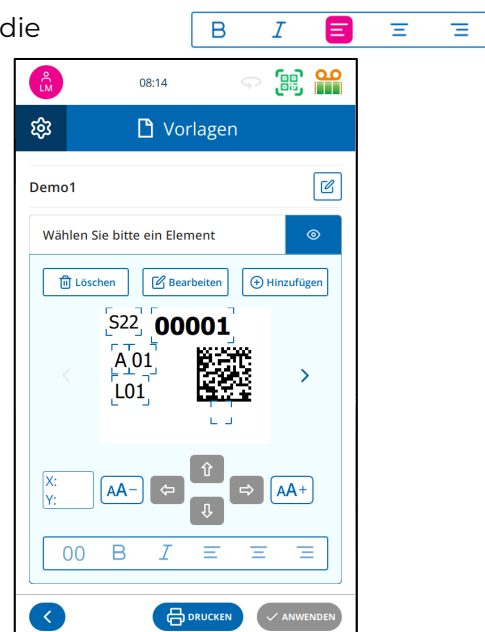 die
B I
LM 08:14
Vorlagen
Demo1
Wählen Sie bitte ein Element
Löschen Bearbeiten Hinzufügen
S22 00001
A 01
L01
X:
Y:
AA- AA+
00 B I
DRUCKEN ANWENDEN